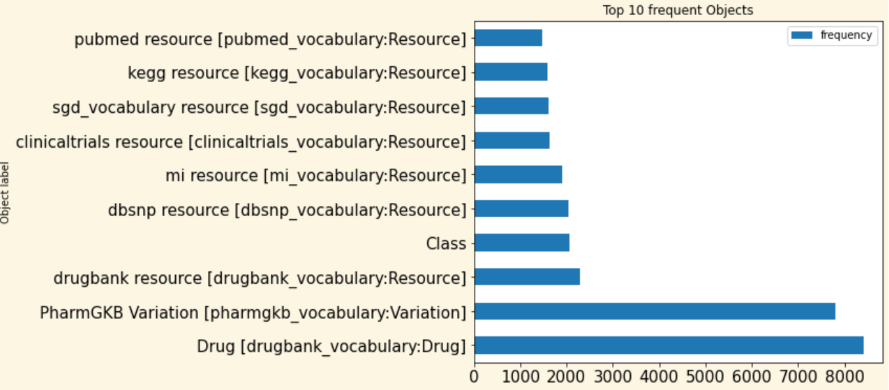 Top 10 frequent Objects
frequency
Object label
pubmed resource [pubmed_vocabulary:Resource]
kegg resource [kegg_vocabulary:Resource]
sgd_vocabulary resource [sgd_vocabulary:Resource]
clinicaltrials resource [clinicaltrials_vocabulary:Resource]
mi resource [mi_vocabulary:Resource]
dbsnp resource [dbsnp_vocabulary:Resource]
Class
drugbank resource [drugbank_vocabulary:Resource]
PharmGKB Variation [pharmgkb_vocabulary:Variation]
Drug [drugbank_vocabulary:Drug]
0 1000 2000 3000 4000 5000 6000 7000 8000